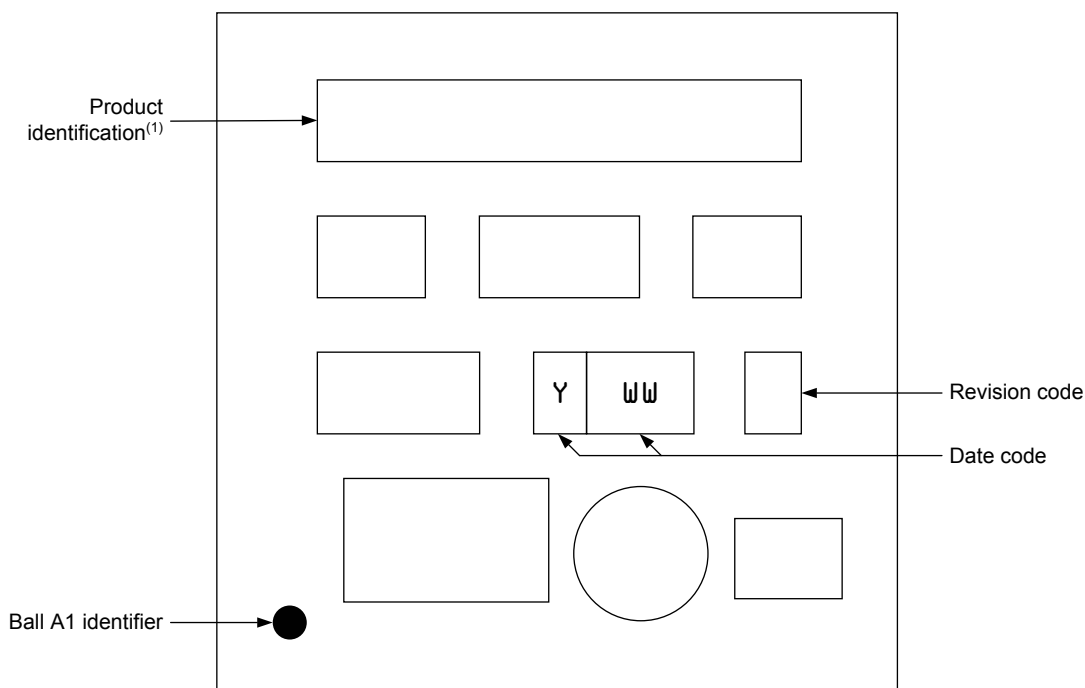 Product
identification(1)
Y WW
Revision code
Date code
Ball A1 identifier